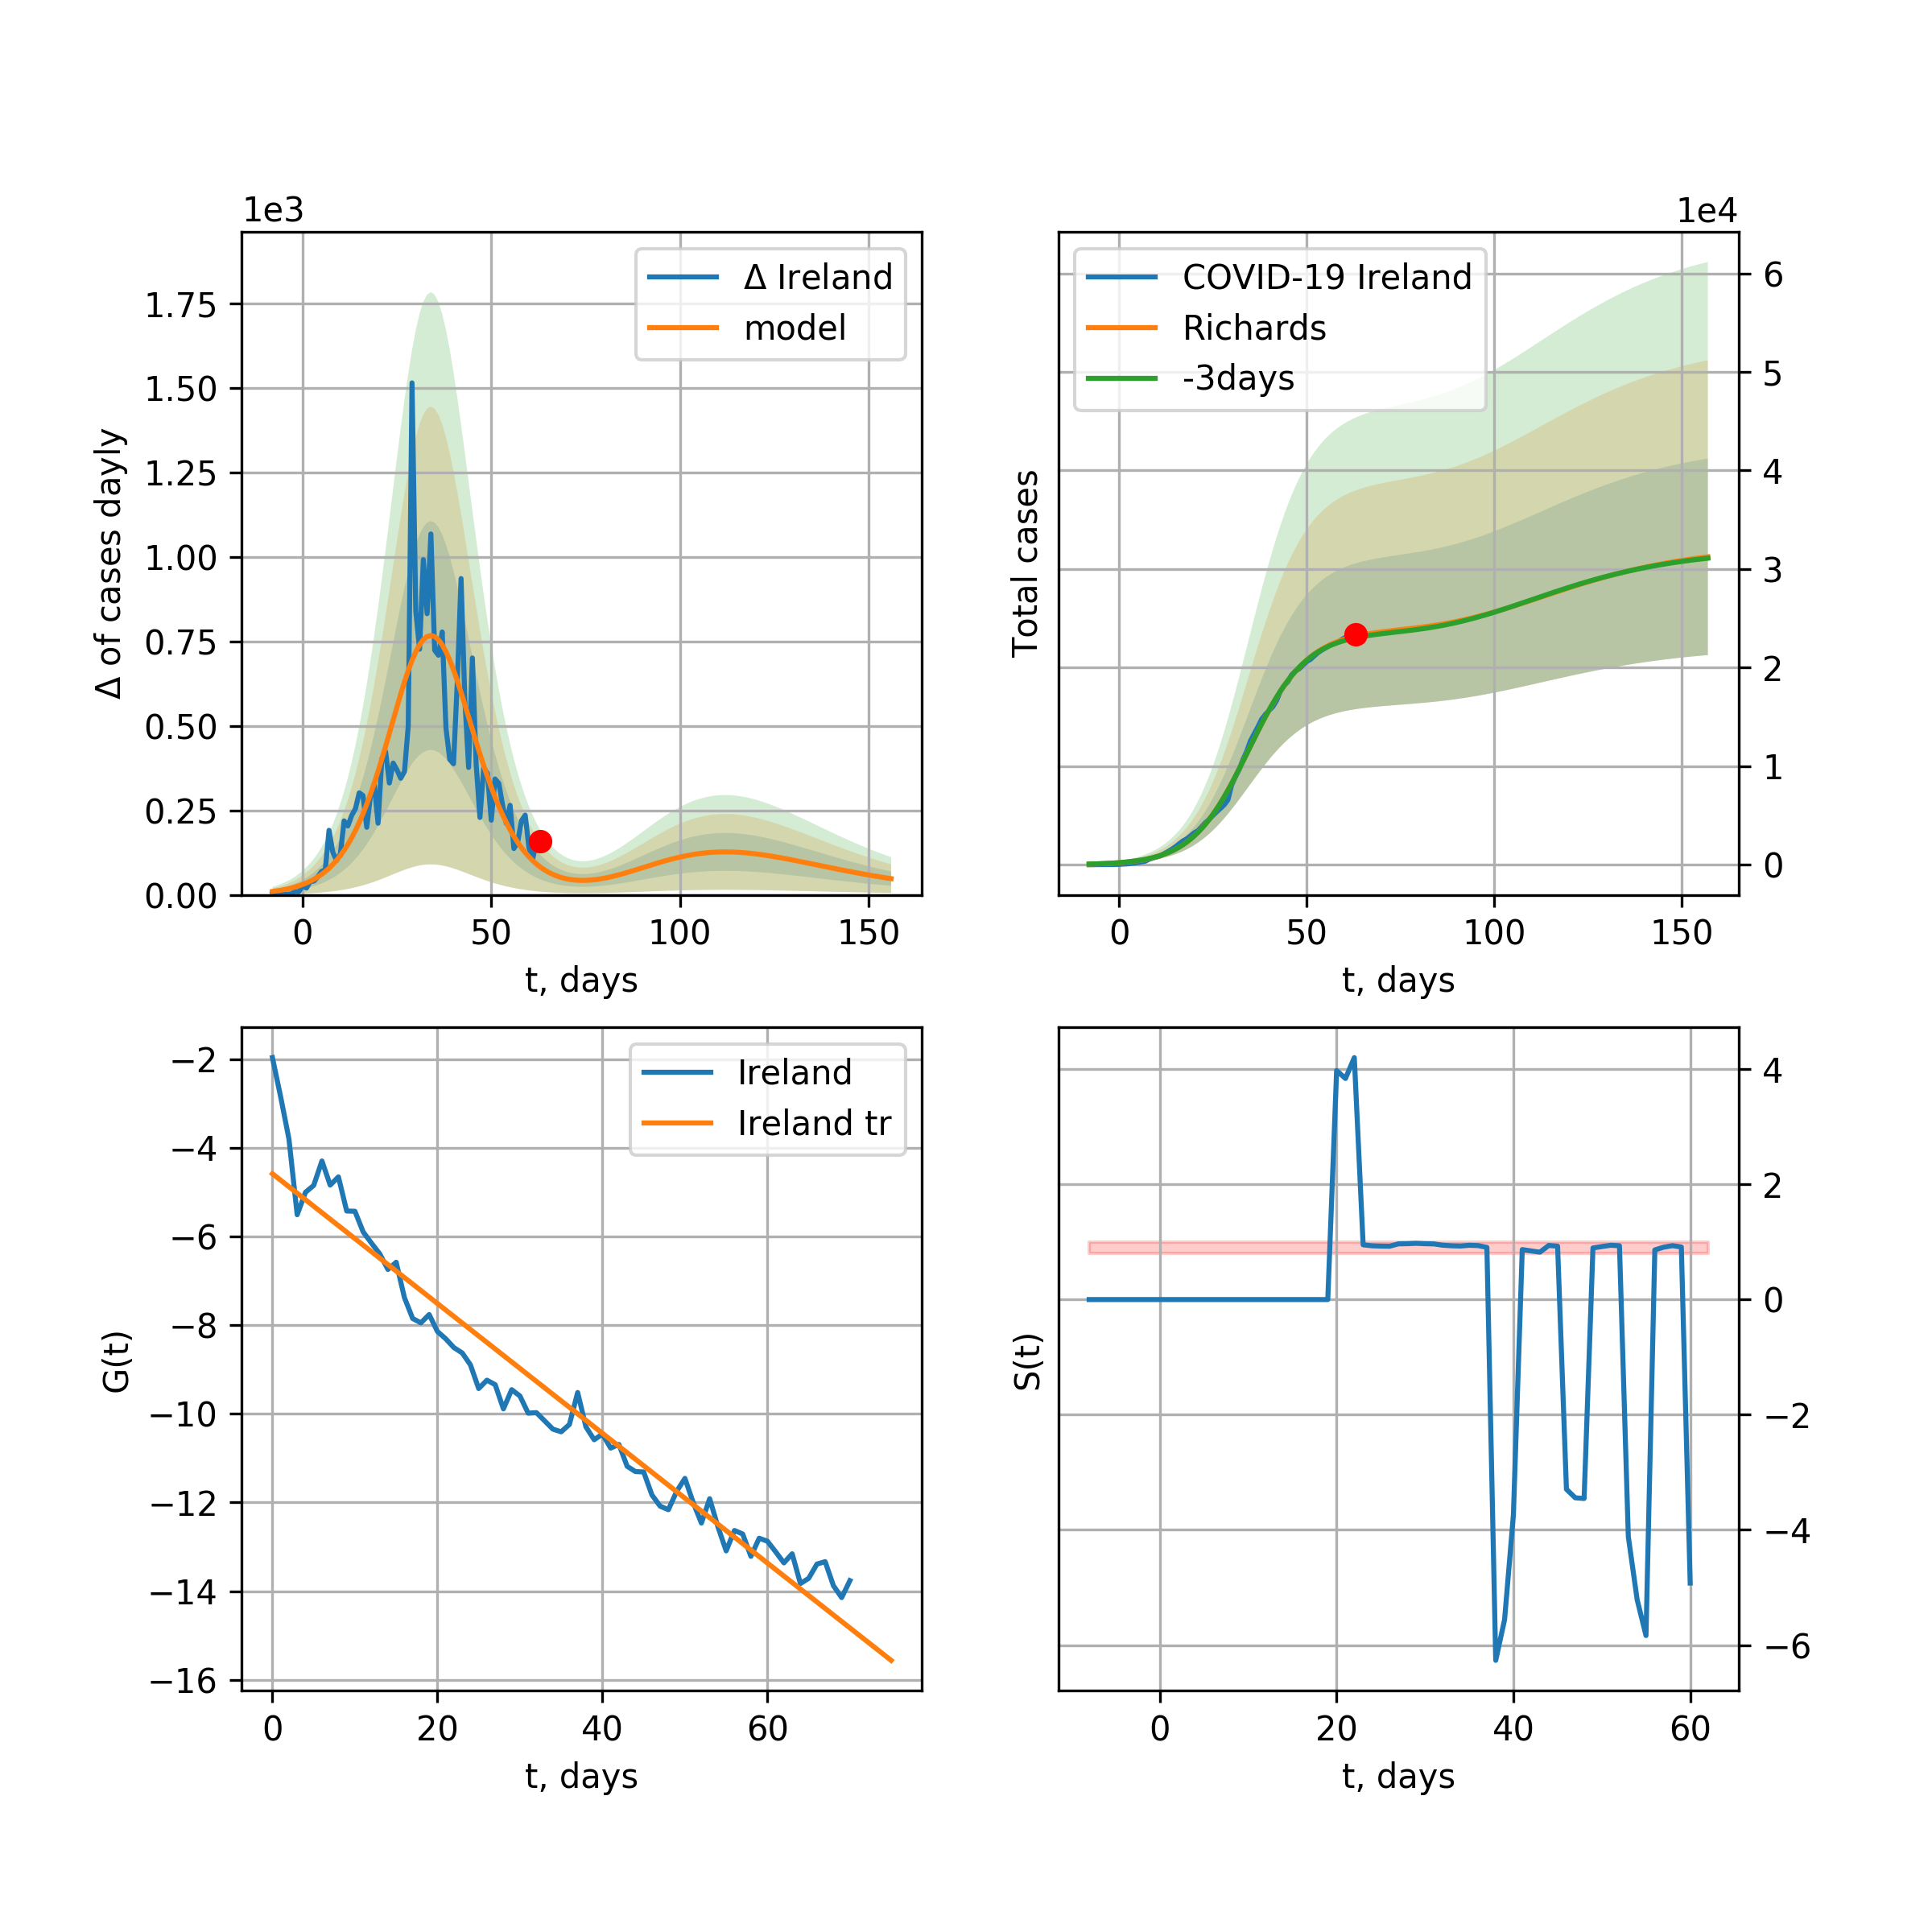 1e3
Δ of cases dayly
1.75
1.50
1.25
1.00
0.75
0.50
0.25
0.00
Δ Ireland
model
0 50 100 150
t, days
1e4
Total cases
COVID-19 Ireland
Richards
-3days
6
5
4
3
2
1
0
0 50 100 150
t, days
G(t)
−2
−4
−6
−8
−10
−12
−14
−16
Ireland
Ireland tr
0 20 40 60
t, days
S(t)
4
2
0
−2
−4
−6
0 20 40 60
t, days